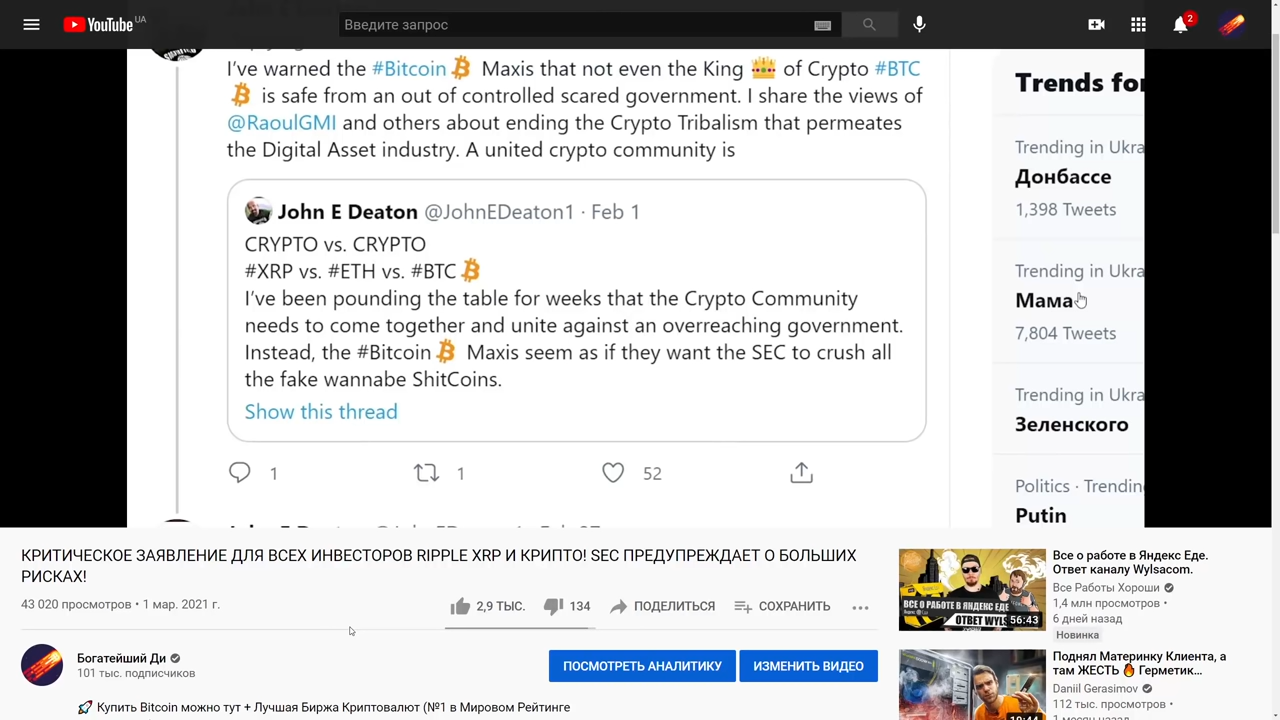 YouTube UA
Введите запрос
2
I've warned the #Bitcoin Maxis that not even the King of Crypto #BTC
is safe from an out of controlled scared government. I share the views of
@RaoulGMI and others about ending the Crypto Tribalism that permeates
the Digital Asset industry. A united crypto community is
John E Deaton @JohnEDeaton1 · Feb 1
CRYPTO vs. CRYPTO
#XRP vs. #ETH vs. #BTC
I've been pounding the table for weeks that the Crypto Community
needs to come together and unite against an overreaching government.
Instead, the #Bitcoin Maxis seem as if they want the SEC to crush all
the fake wannabe ShitCoins.
Show this thread
1 1 52
Trends for
Trending in Ukra
Донбассе
1,398 Tweets
Trending in Ukra
Мама
7,804 Tweets
Trending in Ukra
Зеленского
Politics · Trendin
Putin
КРИТИЧЕСКОЕ ЗАЯВЛЕНИЕ ДЛЯ ВСЕХ ИНВЕСТОРОВ RIPPLE XRP И КРИПТО! SEC ПРЕДУПРЕЖДАЕТ О БОЛЬШИХ
РИСКАХ!
43 020 просмотров • 1 мар. 2021 г.
2,9 ТЫС. 134 ПОДЕЛИТЬСЯ СОХРАНИТЬ
Богатейший Ди
101 тыс. подписчиков
ПОСМОТРЕТЬ АНАЛИТИКУ ИЗМЕНИТЬ ВИДЕО
Купить Bitcoin можно тут + Лучшая Биржа Криптовалют (№1 в Мировом Рейтинге
ВСЕ О РАБОТЕ В ЯНДЕКС ЕДЕ
56:43
Все о работе в Яндекс Еде.
Ответ каналу Wylsacom.
Все Работы Хороши
1,4 млн просмотров •
6 дней назад
Новинка
Поднял Материнку Клиента, а
там ЖЕСТЬ Герметик...
Daniil Gerasimov
112 тыс. просмотров •